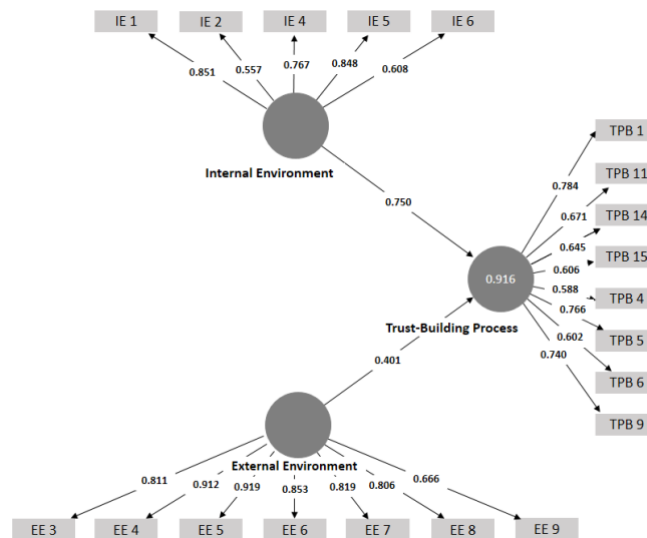 IE 1 IE 2 IE 4 IE 5 IE 6
0.851 0.557 0.767 0.848 0.608
Internal Environment
0.750
TPB 1
TPB 11
TPB 14
TPB 15
TPB 4
TPB 5
TPB 6
TPB 9
0.784
0.671
0.645
0.606
0.588
0.766
0.602
0.740
0.916
Trust-Building Process
0.401
External Environment
0.811 0.912 0.919 0.853 0.819 0.806 0.666
EE 3 EE 4 EE 5 EE 6 EE 7 EE 8 EE 9